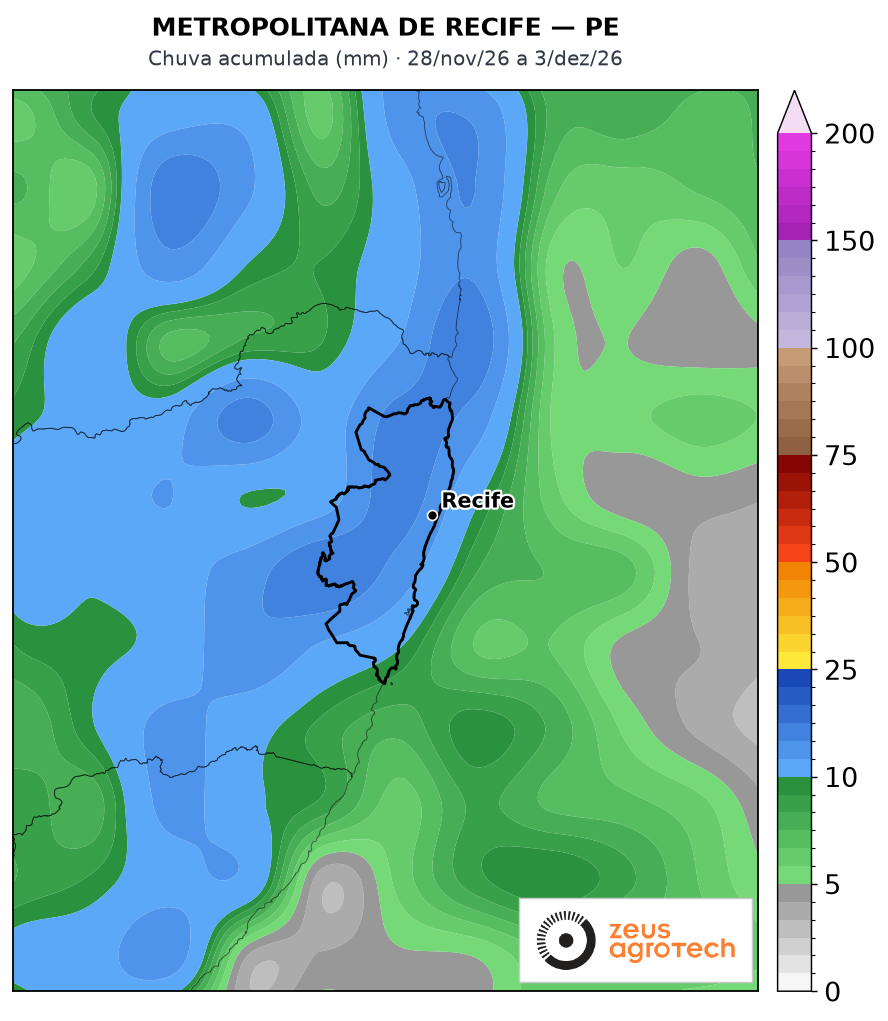 METROPOLITANA DE RECIFE — PE
Chuva acumulada (mm) · 28/nov/26 a 3/dez/26
Recife
200
150
100
75
50
25
10
5
0
zeus
agrotech